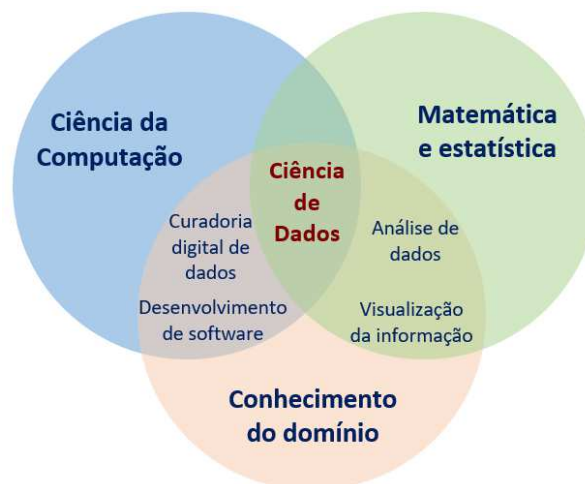 Ciência da
Computação
Matemática
e estatística
Ciência
de
Dados
Curadoria
digital de
dados
Análise de
dados
Desenvolvimento
de software
Visualização
da informação
Conhecimento
do domínio